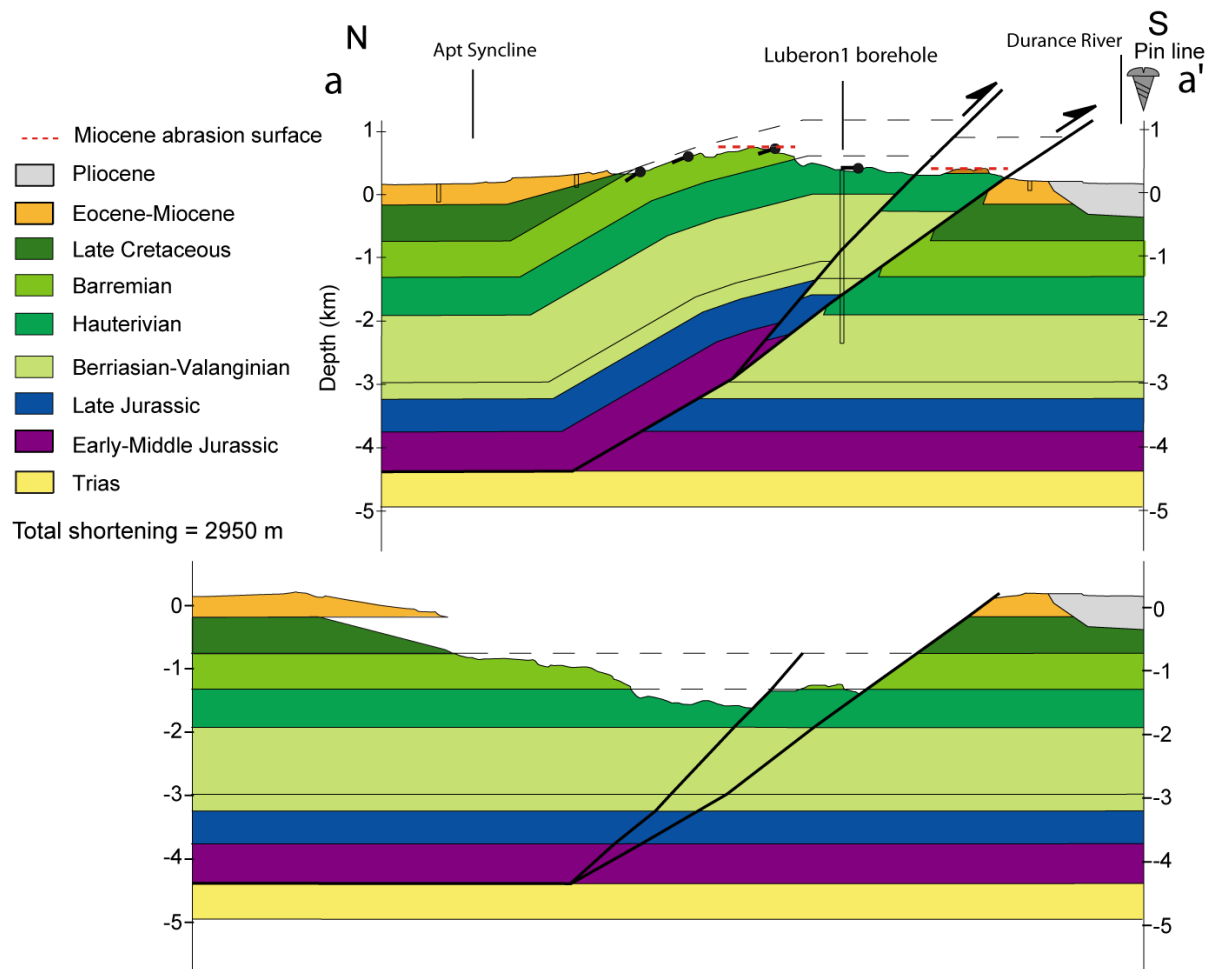 N
S
Apt Syncline
Luberon1 borehole
Durance River
Pin line
a
a'
Miocene abrasion surface
Pliocene
Eocene-Miocene
Late Cretaceous
Barremian
Hauterivian
Berriasian-Valanginian
Late Jurassic
Early-Middle Jurassic
Trias
Total shortening = 2950 m
Depth (km)
1
0
-1
-2
-3
-4
-5
1
0
-1
-2
-3
-4
-5
0
-1
-2
-3
-4
-5
0
-1
-2
-3
-4
-5